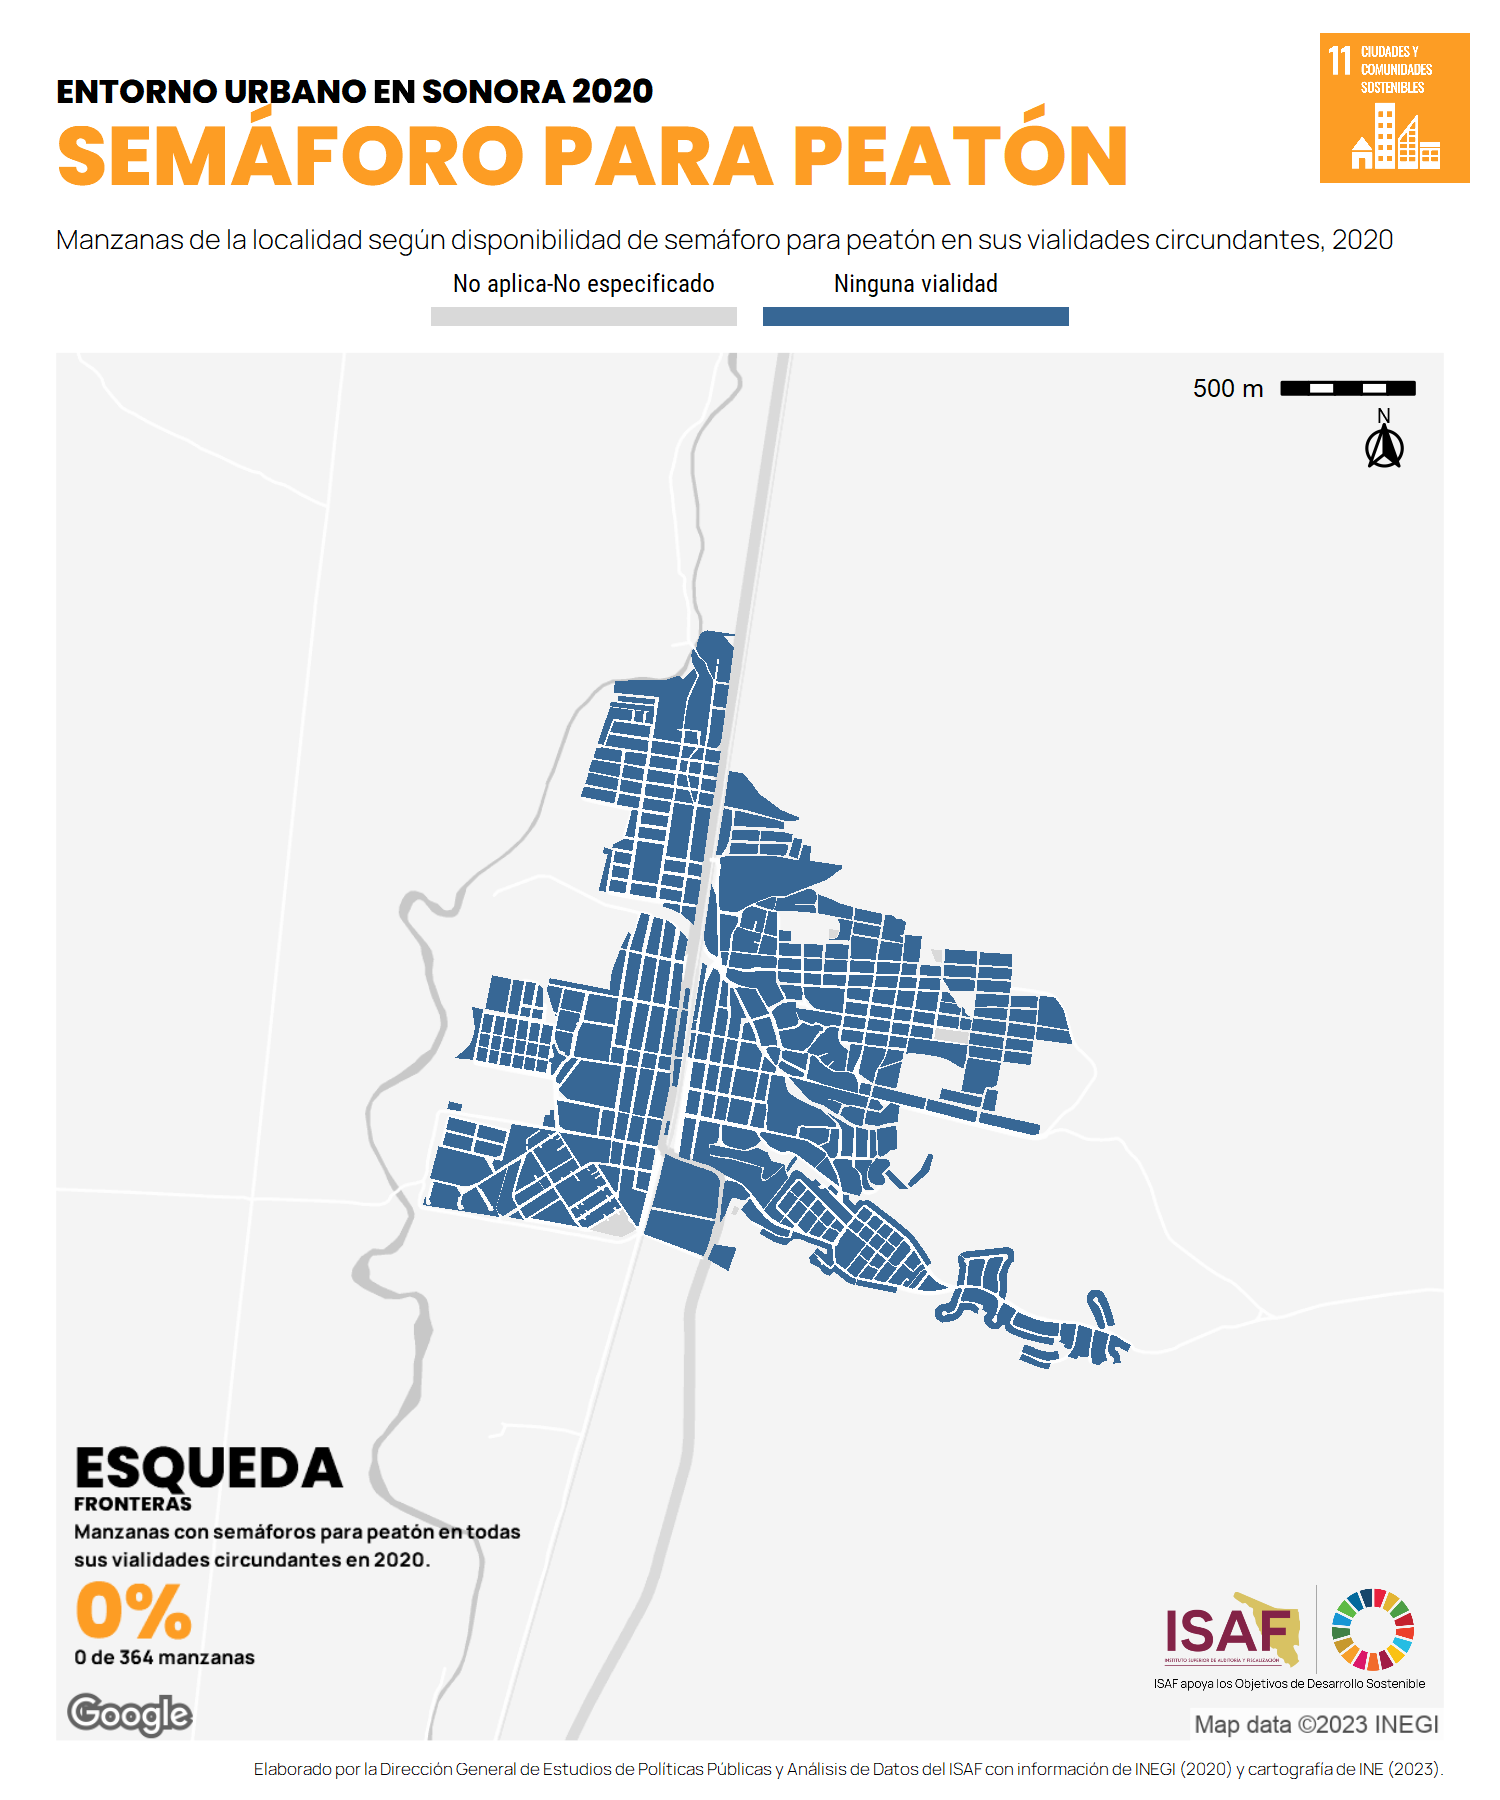 11 CIUDADES Y
COMUNIDADES
SOSTENIBLES
ENTORNO URBANO EN SONORA 2020
SEMÁFORO PARA PEATÓN
Manzanas de la localidad según disponibilidad de semáforo para peatón en sus vialidades circundantes, 2020
No aplica-No especificado
Ninguna vialidad
500 m
N
ESQUEDA
FRONTERAS
Manzanas con semáforos para peatón en todas
sus vialidades circundantes en 2020.
0%
0 de 364 manzanas
Google
ISAF
INSTITUTO SUPERIOR DE AUDITORÍA Y FISCALIZACIÓN
ISAF apoya los Objetivos de Desarrollo Sostenible
Map data ©2023 INEGI
Elaborado por la Dirección General de Estudios de Políticas Públicas y Análisis de Datos del ISAF con información de INEGI (2020) y cartografía de INE (2023).